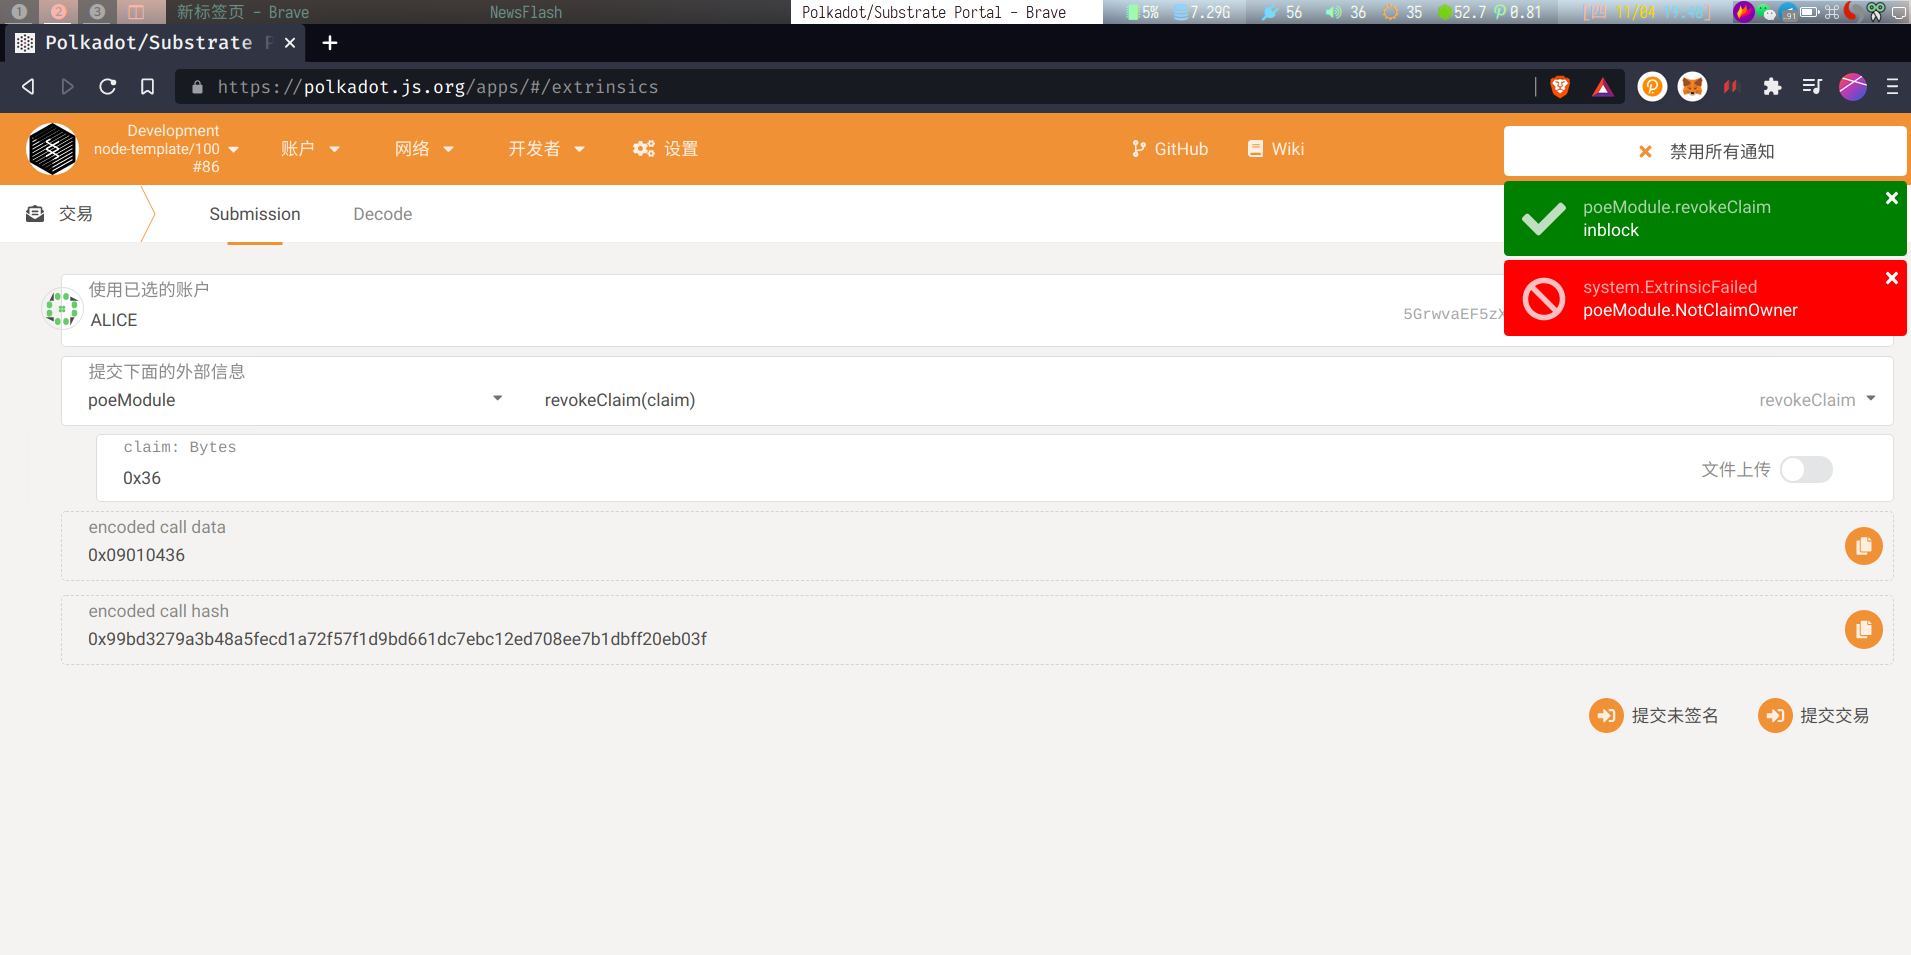 1 2 3 新标签页 - Brave NewsFlash Polkadot/Substrate Portal - Brave 5% 7.29G 56 36 35 52.7 0.81 [四 11/04 19:40]
Polkadot/Substrate P
https://polkadot.js.org/apps/#/extrinsics
Development
node-template/100
#86
账户 网络 开发者 设置 GitHub Wiki
禁用所有通知
交易 Submission Decode
poeModule.revokeClaim
inblock
system.ExtrinsicFailed
poeModule.NotClaimOwner
使用已选的账户
ALICE
5GrwvaEF5zX
提交下面的外部信息
poeModule revokeClaim(claim) revokeClaim
claim: Bytes
0x36
文件上传
encoded call data
0x09010436
encoded call hash
0x99bd3279a3b48a5fecd1a72f57f1d9bd661dc7ebc12ed708ee7b1dbff20eb03f
提交未签名 提交交易